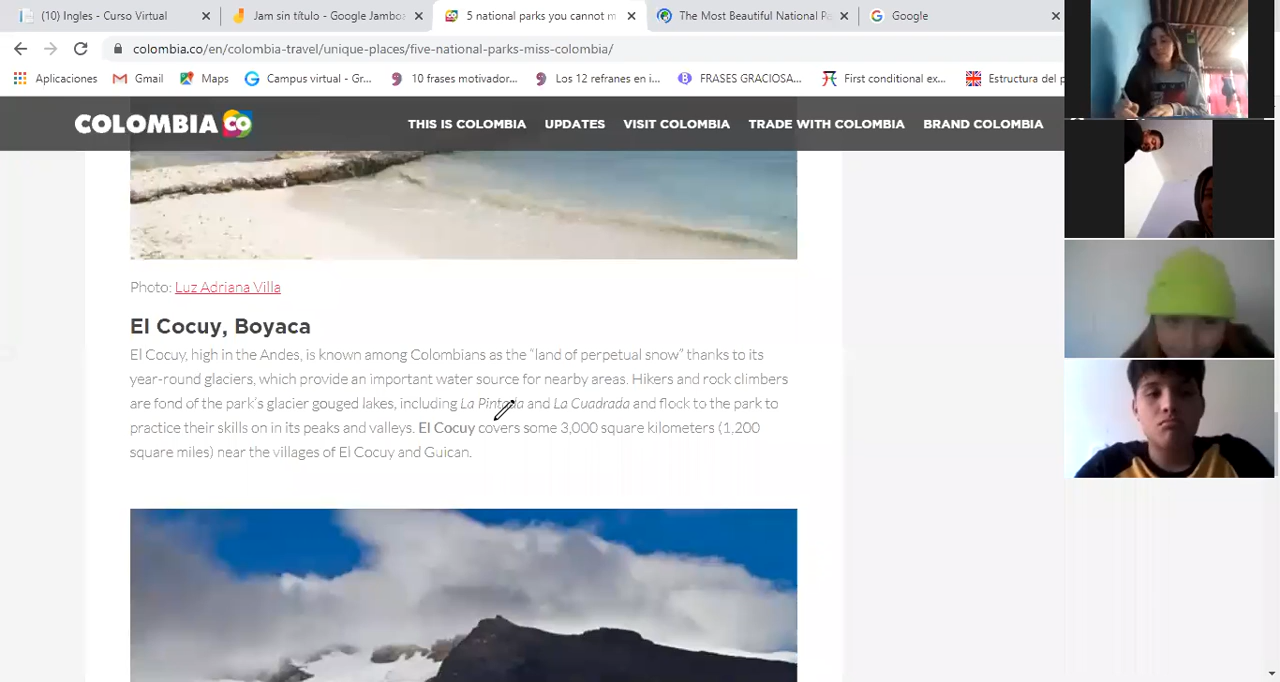 (10) Ingles - Curso Virtual
Jam sin título - Google Jamboa
5 national parks you cannot m
The Most Beautiful National Pa
Google
colombia.co/en/colombia-travel/unique-places/five-national-parks-miss-colombia/
Aplicaciones
Gmail
Maps
Campus virtual - Gr...
10 frases motivador...
Los 12 refranes en i...
FRASES GRACIOSA...
First conditional ex...
Estructura del p
COLOMBIA CO
THIS IS COLOMBIA
UPDATES
VISIT COLOMBIA
TRADE WITH COLOMBIA
BRAND COLOMBIA
Photo: Luz Adriana Villa
El Cocuy, Boyaca
El Cocuy, high in the Andes, is known among Colombians as the "land of perpetual snow" thanks to its
year-round glaciers, which provide an important water source for nearby areas. Hikers and rock climbers
are fond of the park's glacier gouged lakes, including La Pintada and La Cuadrada and flock to the park to
practice their skills on in its peaks and valleys. El Cocuy covers some 3,000 square kilometers (1,200
square miles) near the villages of El Cocuy and Guican.